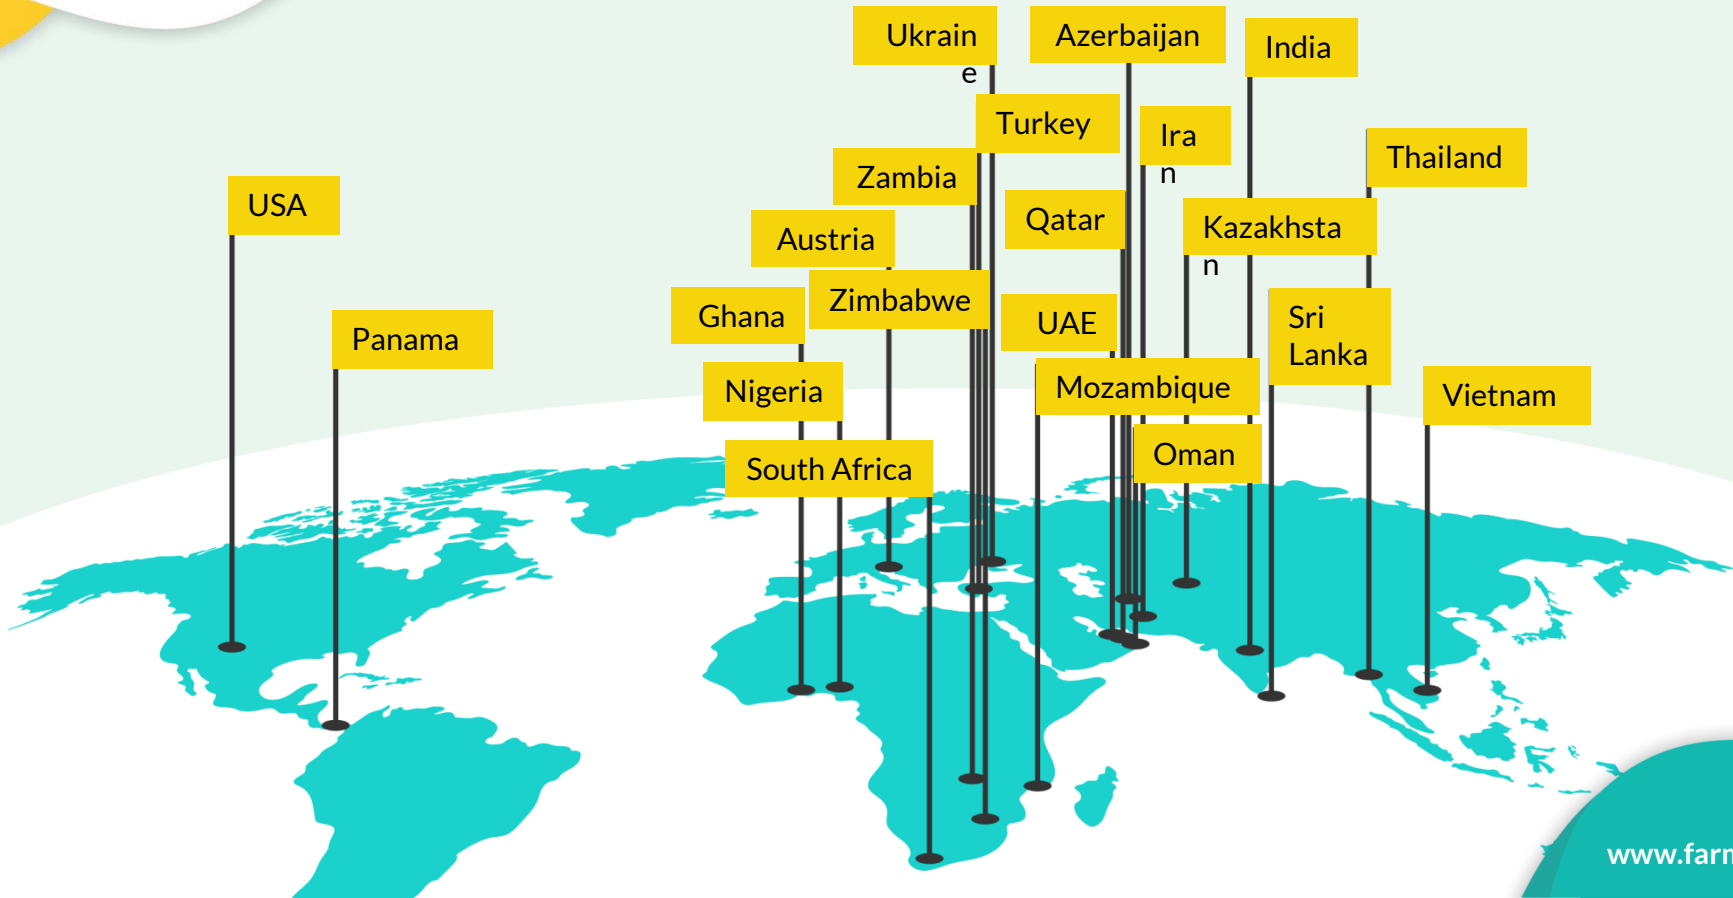 Ukrain
e
Azerbaijan
India
Turkey
Ira
n
Thailand
Zambia
USA
Qatar
Kazakhsta
n
Austria
Zimbabwe
Ghana
UAE
Sri
Lanka
Panama
Nigeria
Mozambique
Vietnam
South Africa
Oman
www.farm